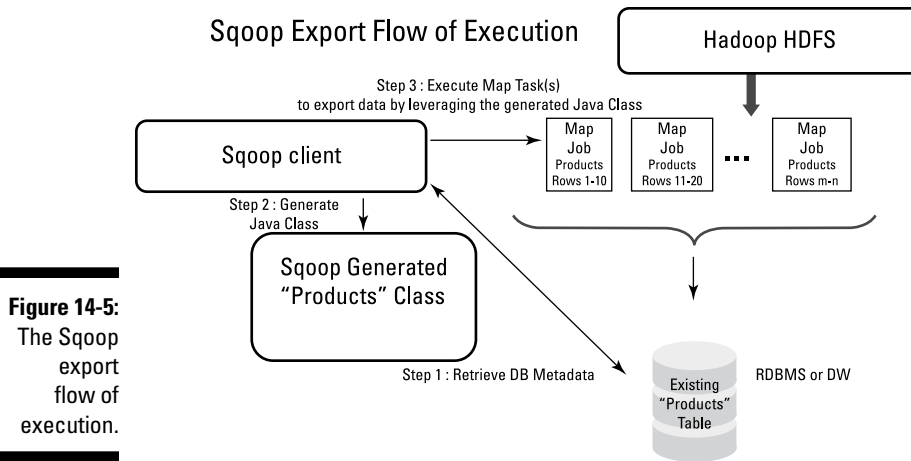 Sqoop Export Flow of Execution
Hadoop HDFS
Step 3 : Execute Map Task(s)
to export data by leveraging the generated Java Class
Sqoop client
Map
Job
Products
Rows 1-10
Map
Job
Products
Rows 11-20
...
Map
Job
Products
Rows m-n
Step 2 : Generate
Java Class
Sqoop Generated
“Products” Class
Figure 14-5:
The Sqoop
export
flow of
execution.
Step 1 : Retrieve DB Metadata
Existing
“Products”
Table
RDBMS or DW